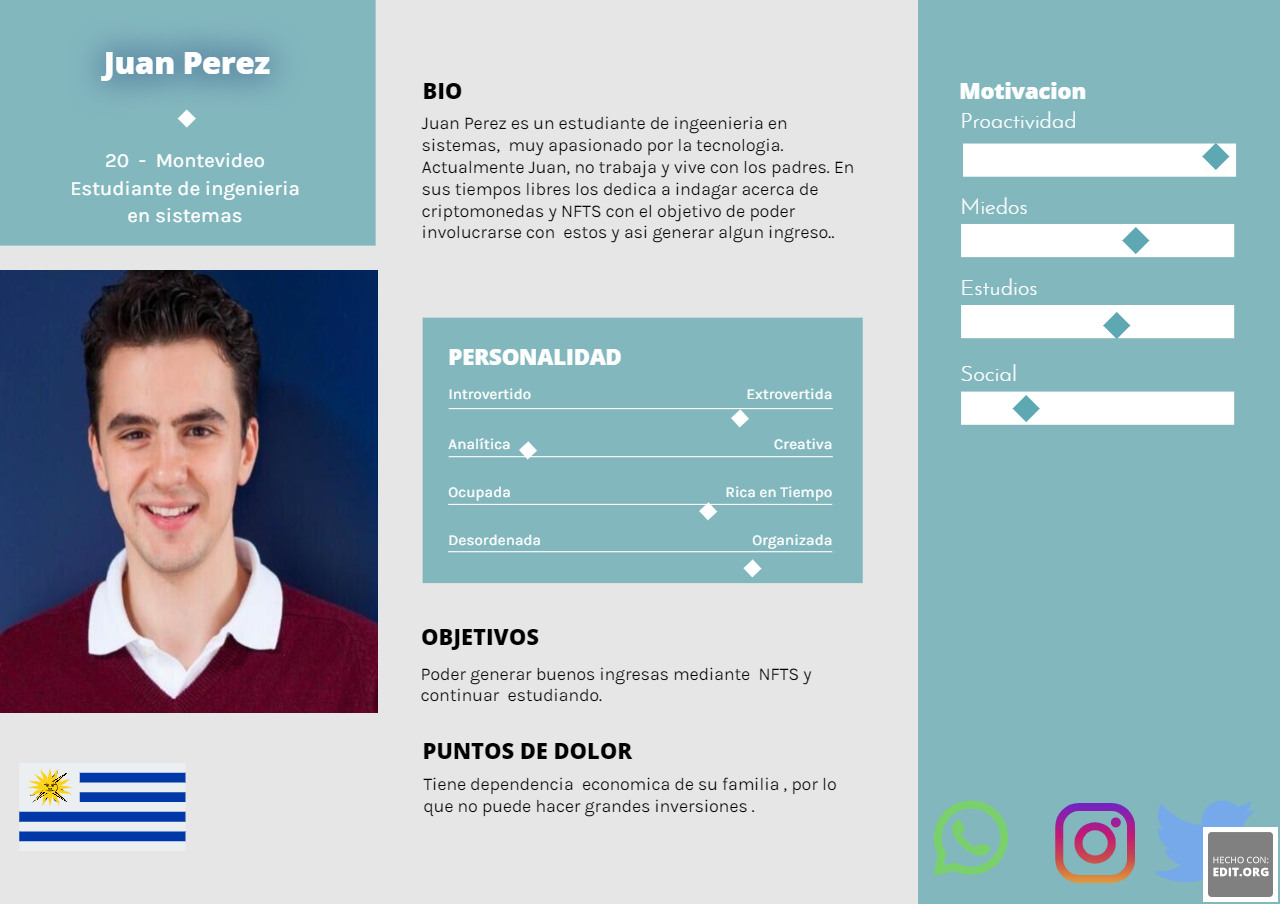 Juan Perez
20 - Montevideo
Estudiante de ingenieria
en sistemas
BIO
Juan Perez es un estudiante de ingeenieria en
sistemas, muy apasionado por la tecnologia.
Actualmente Juan, no trabaja y vive con los padres. En
sus tiempos libres los dedica a indagar acerca de
criptomonedas y NFTS con el objetivo de poder
involucrarse con estos y asi generar algun ingreso..
PERSONALIDAD
Introvertido Extrovertida
Analítica Creativa
Ocupada Rica en Tiempo
Desordenada Organizada
OBJETIVOS
Poder generar buenos ingresas mediante NFTS y
continuar estudiando.
PUNTOS DE DOLOR
Tiene dependencia economica de su familia , por lo
que no puede hacer grandes inversiones .
Motivacion
Proactividad
Miedos
Estudios
Social
HECHO CON:
EDIT.ORG